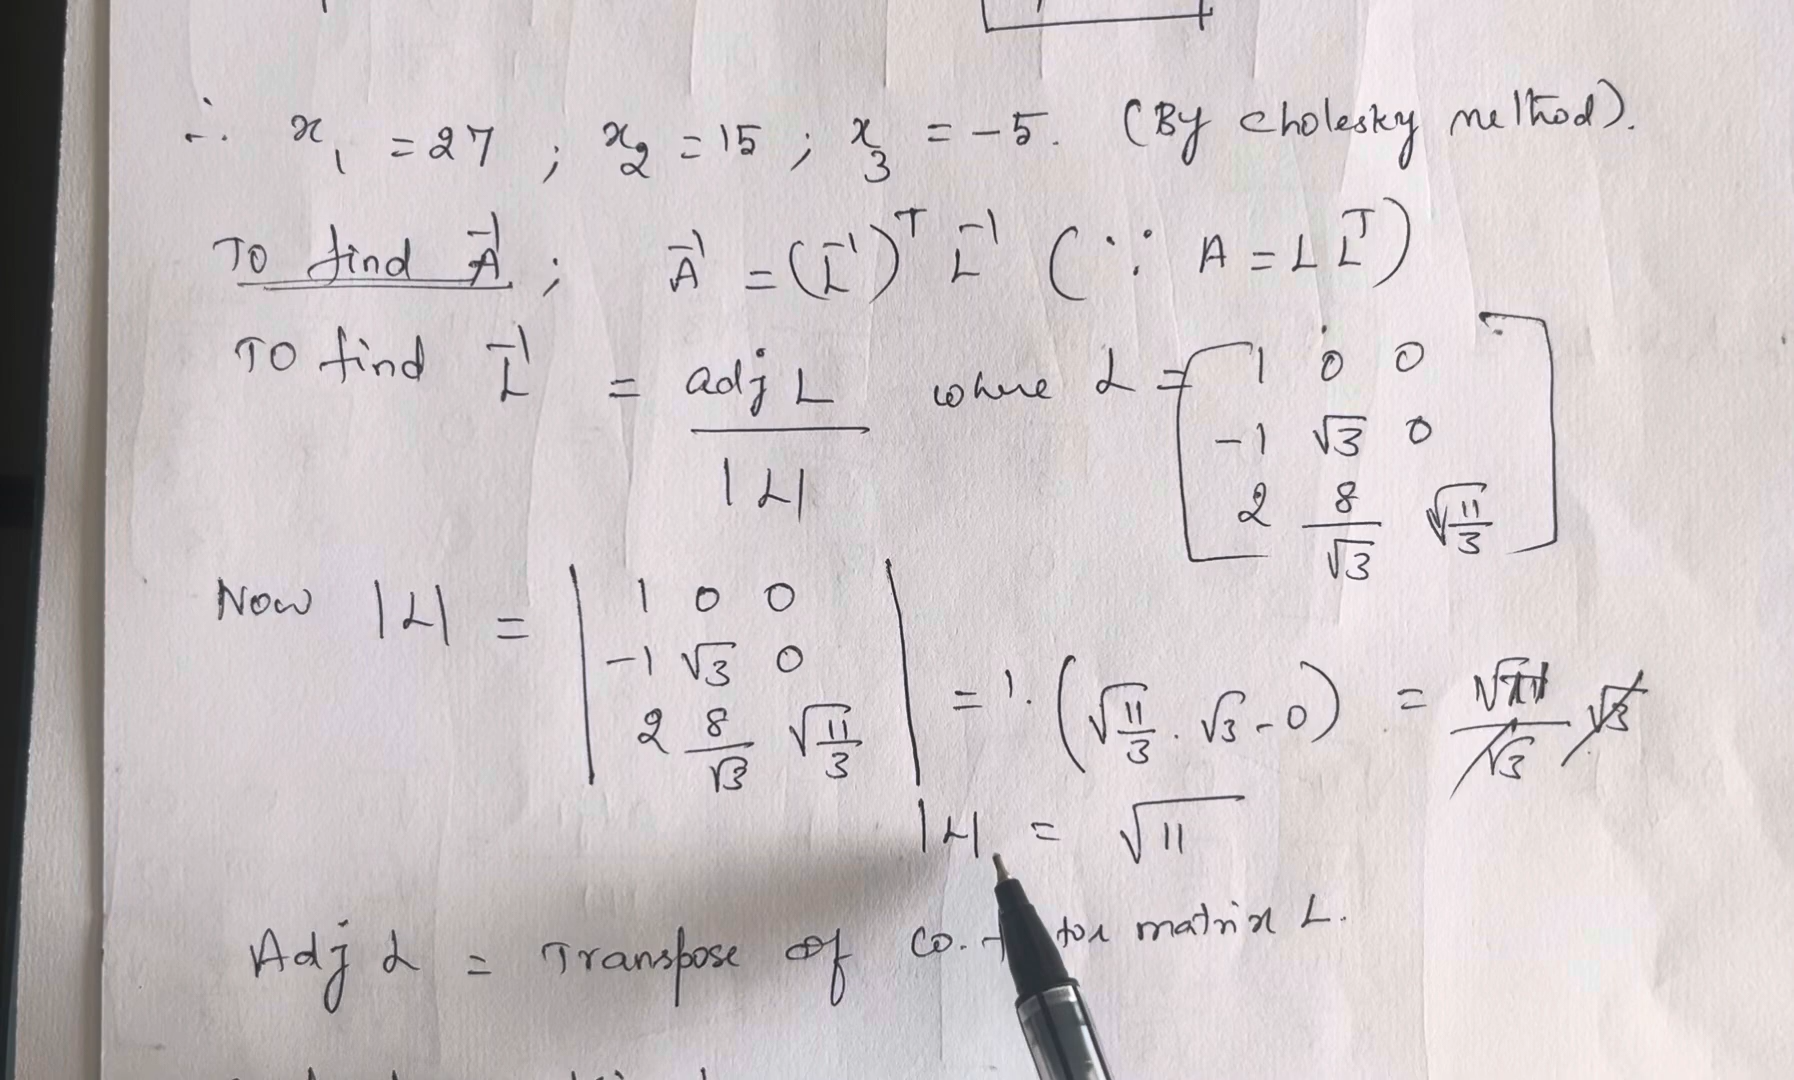 ∴ x₁ = 27 ; x₂ = 15 ; x₃ = -5. (By cholesky method).
To find A⁻¹ ; A⁻¹ = (L⁻¹)ᵀ L⁻¹ (∵ A = L Lᵀ)
To find L⁻¹ = adj L / |L| where L = [ 1 0 0
-1 √3 0
2 8/√3 √(11/3) ]
Now |L| = | 1 0 0
-1 √3 0
2 8/√3 √(11/3) | = 1. (√(11/3) . √3 - 0) = √11/√3 √3
|L| = √11
Adj L = Transpose of matrix L.